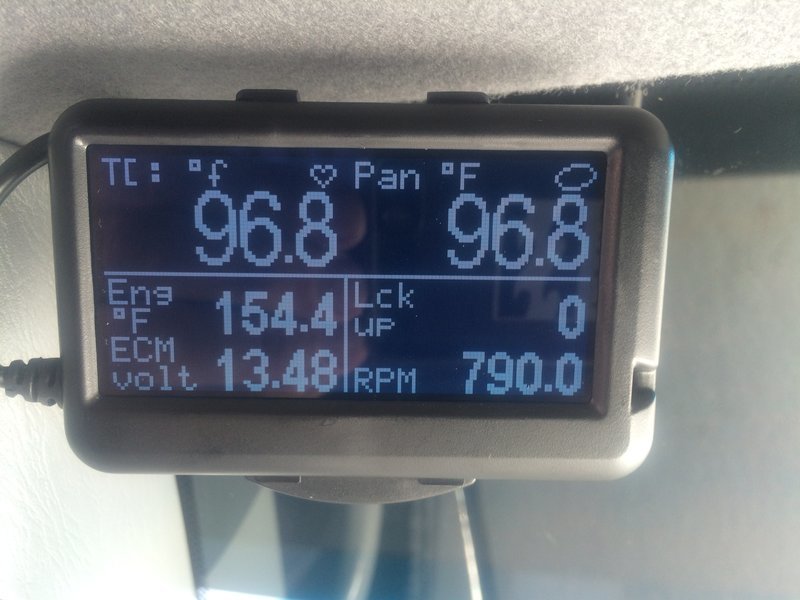 TC: °f Pan °F
96.8 96.8
Eng °F 154.4 Lck up 0
ECM volt 13.48 RPM 790.0